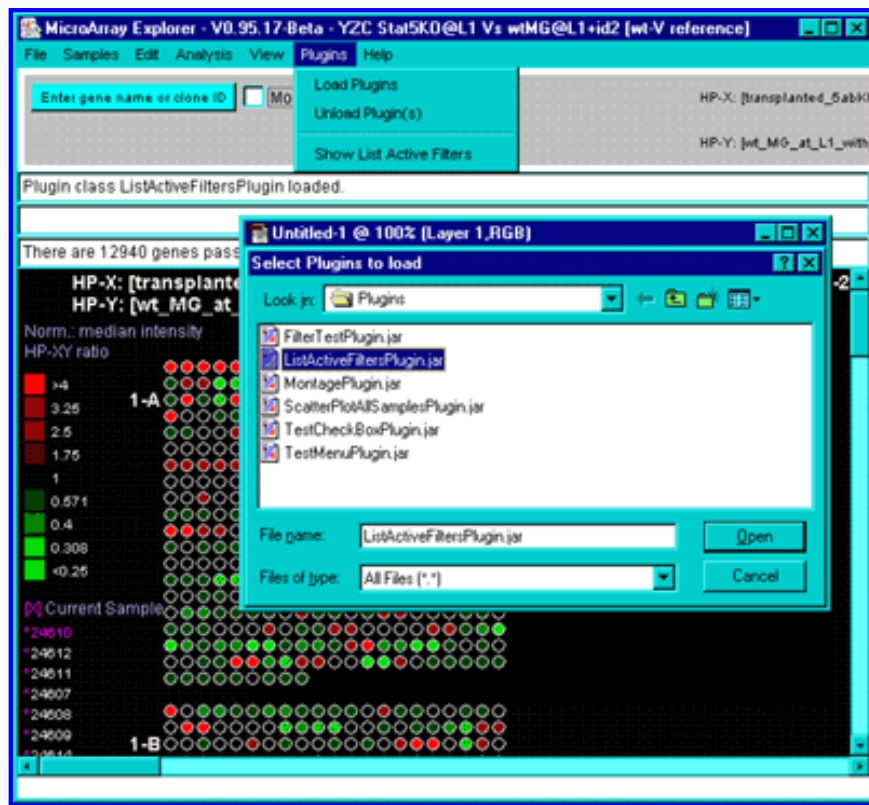 MicroArray Explorer - V0.95.17-Beta - YZC Stat5KO@L1 Vs wtMG@L1+id2 [wt-V reference]
File Samples Edit Analysis View Plugins Help
Load Plugins
Unload Plugin(s)
Show List Active Filters
Enter gene name or clone ID
Mo
HP-X: [transplanted_5abK
HP-Y: [wt_MG_at_L1_with
Plugin class ListActiveFiltersPlugin loaded.
There are 12940 genes pass
HP-X: [transplante
-2
HP-Y: [wt_MG_at_
Norm.: median intensity
HP-XY ratio
>4
3.25
2.5
1.75
1
0.571
0.4
0.308
<0.25
1-A
[X] Current Sample
*24610
*24612
*24611
*24607
*24608
*24609
1-B
Untitled-1 @ 100% (Layer 1,RGB)
Select Plugins to load
Look in: Plugins
FilterTestPlugin.jar
ListActiveFiltersPlugin.jar
MontagePlugin.jar
ScatterPlotAllSamplesPlugin.jar
TestCheckBoxPlugin.jar
TestMenuPlugin.jar
File name: ListActiveFiltersPlugin.jar Open
Files of type: All Files (*.*) Cancel